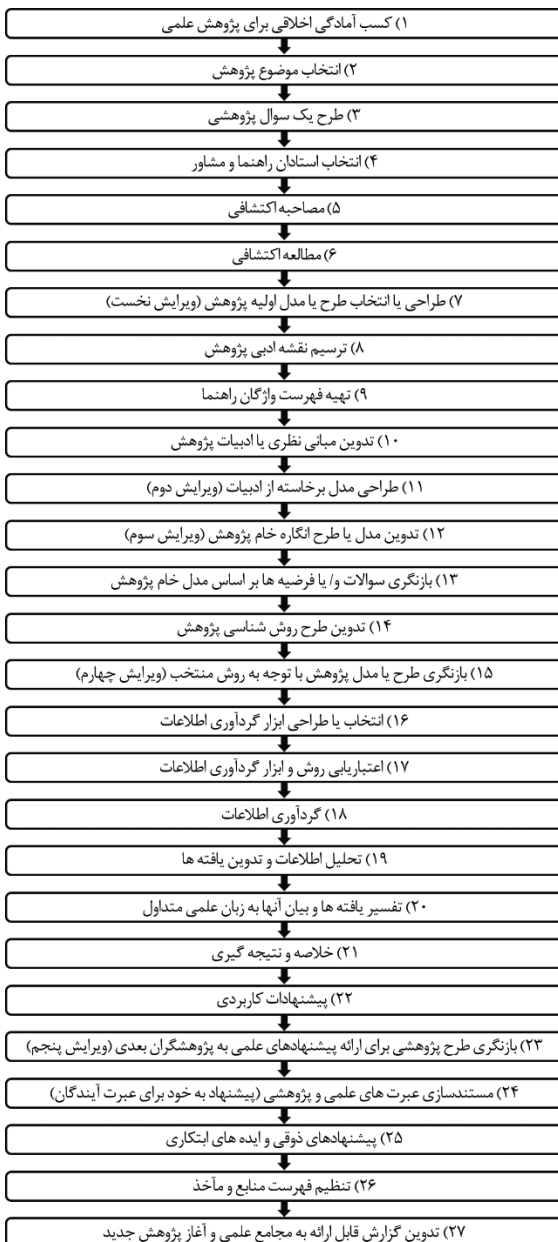 ۱) کسب آمادگی اخلاقی برای پژوهش علمی
۲) انتخاب موضوع پژوهش
۳) طرح یک سوال پژوهشی
۴) انتخاب استادان راهنما و مشاور
۵) مصاحبه اکتشافی
۶) مطالعه اکتشافی
۷) طراحی یا انتخاب طرح یا مدل اولیه پژوهش (ویرایش نخست)
۸) ترسیم نقشه ادبی پژوهش
۹) تهیه فهرست واژگان راهنما
۱۰) تدوین مبانی نظری یا ادبیات پژوهش
۱۱) طراحی مدل برخاسته از ادبیات (ویرایش دوم)
۱۲) تدوین مدل یا طرح انگاره خام پژوهش (ویرایش سوم)
۱۳) بازنگری سوالات و/ یا فرضیه ها بر اساس مدل خام پژوهش
۱۴) تدوین طرح روش شناسی پژوهش
۱۵) بازنگری طرح یا مدل پژوهش با توجه به روش منتخب (ویرایش چهارم)
۱۶) انتخاب یا طراحی ابزار گردآوری اطلاعات
۱۷) اعتباریابی روش و ابزار گردآوری اطلاعات
۱۸) گردآوری اطلاعات
۱۹) تحلیل اطلاعات و تدوین یافته ها
۲۰) تفسیر یافته ها و بیان آنها به زبان علمی متداول
۲۱) خلاصه و نتیجه گیری
۲۲) پیشنهادات کاربردی
۲۳) بازنگری طرح پژوهشی برای ارائه پیشنهادهای علمی به پژوهشگران بعدی (ویرایش پنجم)
۲۴) مستندسازی عبرت های علمی و پژوهشی (پیشنهاد به خود برای عبرت آیندگان)
۲۵) پیشنهادهای ذوقی و ایده های ابتکاری
۲۶) تنظیم فهرست منابع و مآخذ
۲۷) تدوین گزارش قابل ارائه به مجامع علمی و آغاز پژوهش جدید